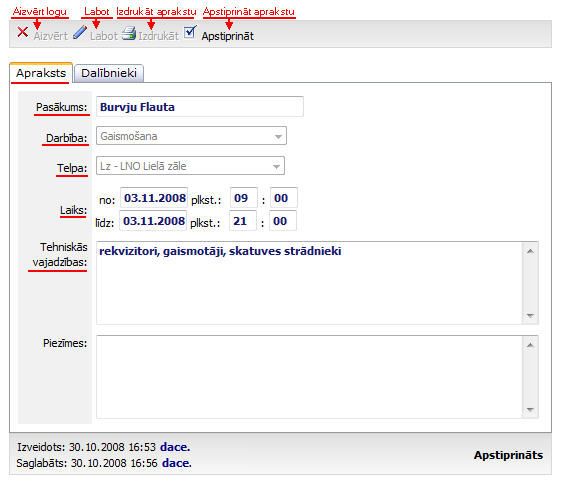 Aizvērt logu Labot Izdrukāt aprakstu Apstiprināt aprakstu
Aizvērt Labot Izdrukāt Apstiprināt
Apraksts Dalībnieki
Pasākums: Burvju Flauta
Darbība: Gaismošana
Telpa: Lz - LNO Lielā zāle
Laiks: no: 03.11.2008 plkst.: 09 : 00
līdz: 03.11.2008 plkst.: 21 : 00
Tehniskās vajadzības: rekvizitori, gaismotāji, skatuves strādnieki
Piezīmes:
Izveidots: 30.10.2008 16:53 dace.
Saglabāts: 30.10.2008 16:56 dace.
Apstiprināts